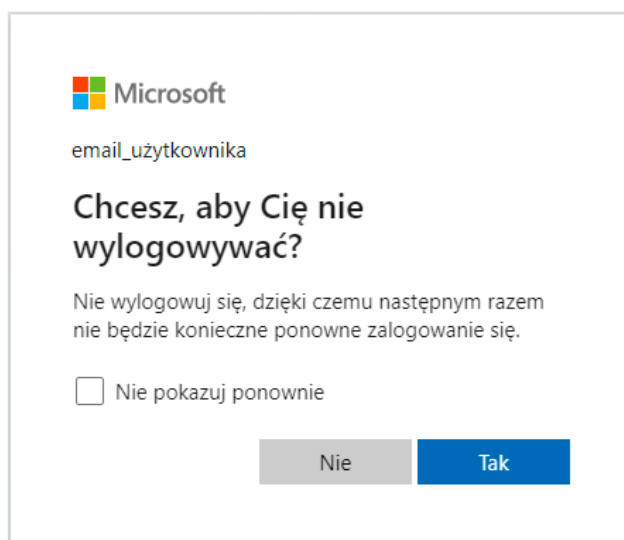 Microsoft
email_użytkownika
Chcesz, aby Cię nie
wylogowywać?
Nie wylogowuj się, dzięki czemu następnym razem
nie będzie konieczne ponowne zalogowanie się.
Nie pokazuj ponownie
Nie
Tak